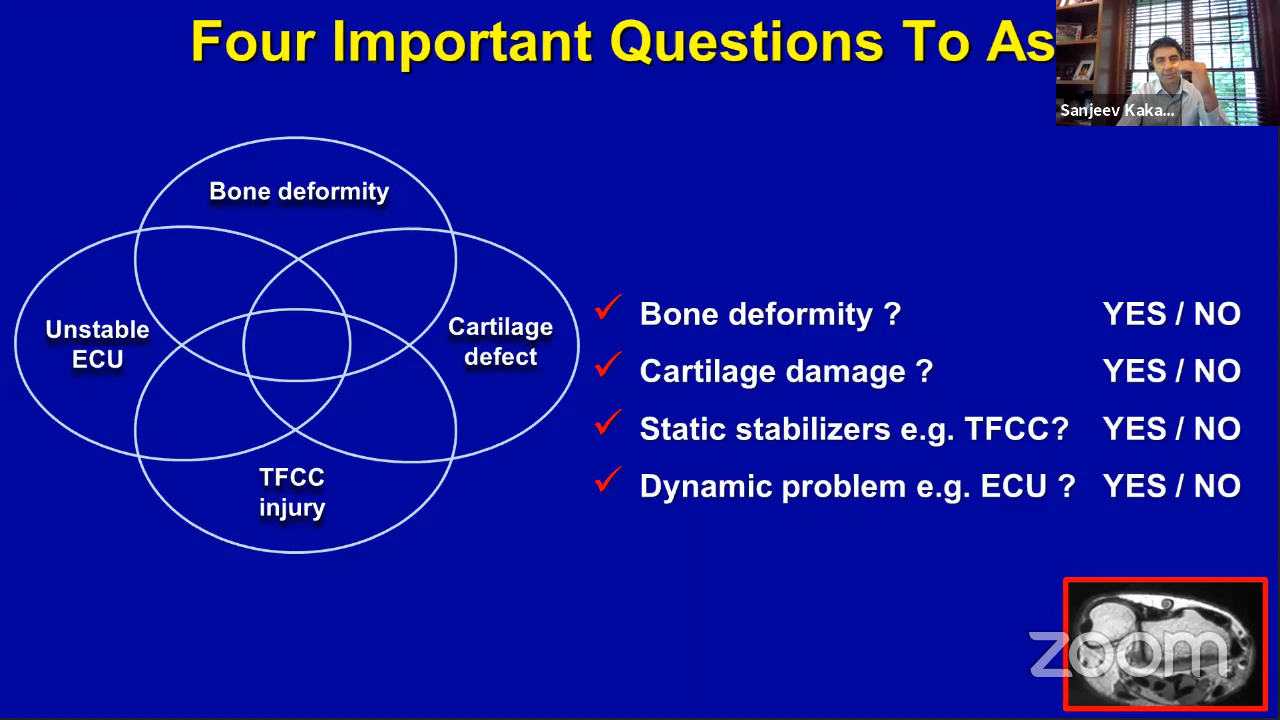 Four Important Questions To As
Sanjeev Kaka...
Bone deformity
Unstable
ECU
Cartilage
defect
TFCC
injury
✓ Bone deformity ? YES / NO
✓ Cartilage damage ? YES / NO
✓ Static stabilizers e.g. TFCC? YES / NO
✓ Dynamic problem e.g. ECU ? YES / NO
zoom